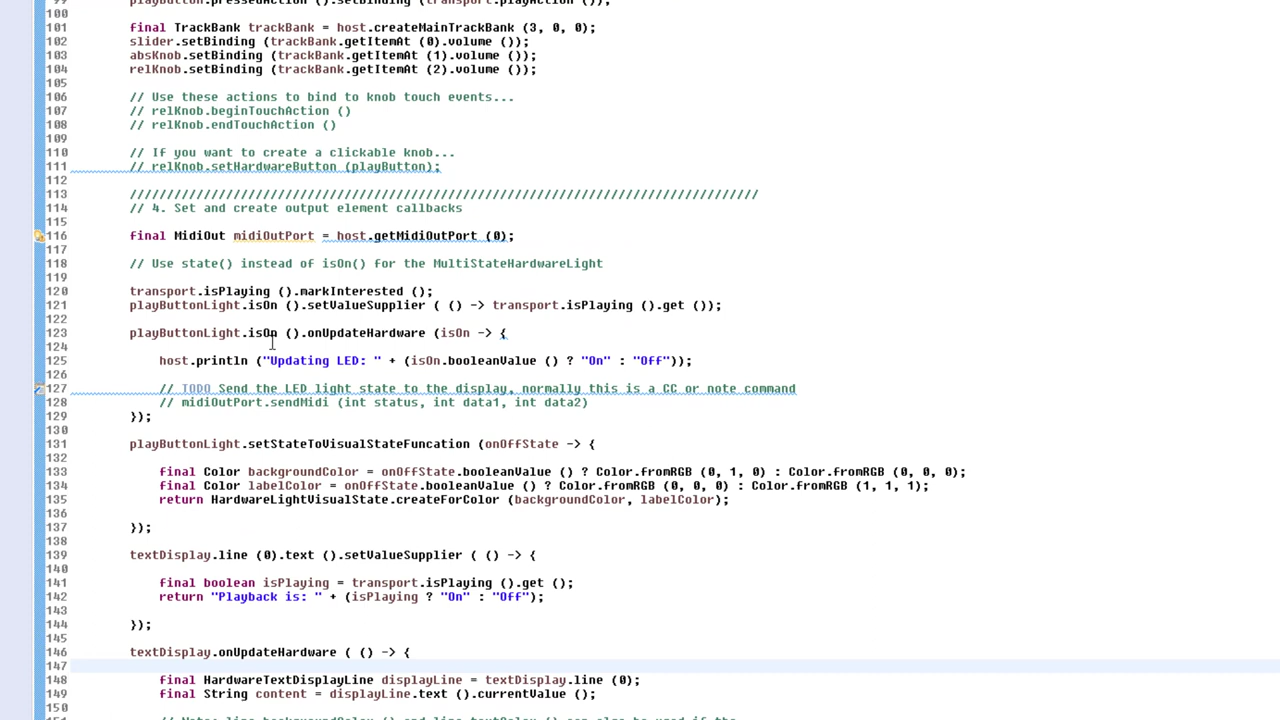 99        playButton.pressedAction ().setBinding (transport.playAction ());
100
101        final TrackBank trackBank = host.createMainTrackBank (3, 0, 0);
102        slider.setBinding (trackBank.getItemAt (0).volume ());
103        absKnob.setBinding (trackBank.getItemAt (1).volume ());
104        relKnob.setBinding (trackBank.getItemAt (2).volume ());
105
106        // Use these actions to bind to knob touch events...
107        // relKnob.beginTouchAction ()
108        // relKnob.endTouchAction ()
109
110        // If you want to create a clickable knob...
111        // relKnob.setHardwareButton (playButton);
112
113        /////////////////////////////////////////////////////////////////////////////////////
114        // 4. Set and create output element callbacks
115
116        final MidiOut midiOutPort = host.getMidiOutPort (0);
117
118        // Use state() instead of isOn() for the MultiStateHardwareLight
119
120        transport.isPlaying ().markInterested ();
121        playButtonLight.isOn ().setValueSupplier ( () -> transport.isPlaying ().get ());
122
123        playButtonLight.isOn ().onUpdateHardware (isOn -> {
124
125            host.println ("Updating LED: " + (isOn.booleanValue () ? "On" : "Off"));
126
127            // TODO Send the LED light state to the display, normally this is a CC or note command
128            // midiOutPort.sendMidi (int status, int data1, int data2)
129        });
130
131        playButtonLight.setStateToVisualStateFuncation (onOffState -> {
132
133            final Color backgroundColor = onOffState.booleanValue () ? Color.fromRGB (0, 1, 0) : Color.fromRGB (0, 0, 0);
134            final Color labelColor = onOffState.booleanValue () ? Color.fromRGB (0, 0, 0) : Color.fromRGB (1, 1, 1);
135            return HardwareLightVisualState.createForColor (backgroundColor, labelColor);
136
137        });
138
139        textDisplay.line (0).text ().setValueSupplier ( () -> {
140
141            final boolean isPlaying = transport.isPlaying ().get ();
142            return "Playback is: " + (isPlaying ? "On" : "Off");
143
144        });
145
146        textDisplay.onUpdateHardware ( () -> {
147
148            final HardwareTextDisplayLine displayLine = textDisplay.line (0);
149            final String content = displayLine.text ().currentValue ();
150